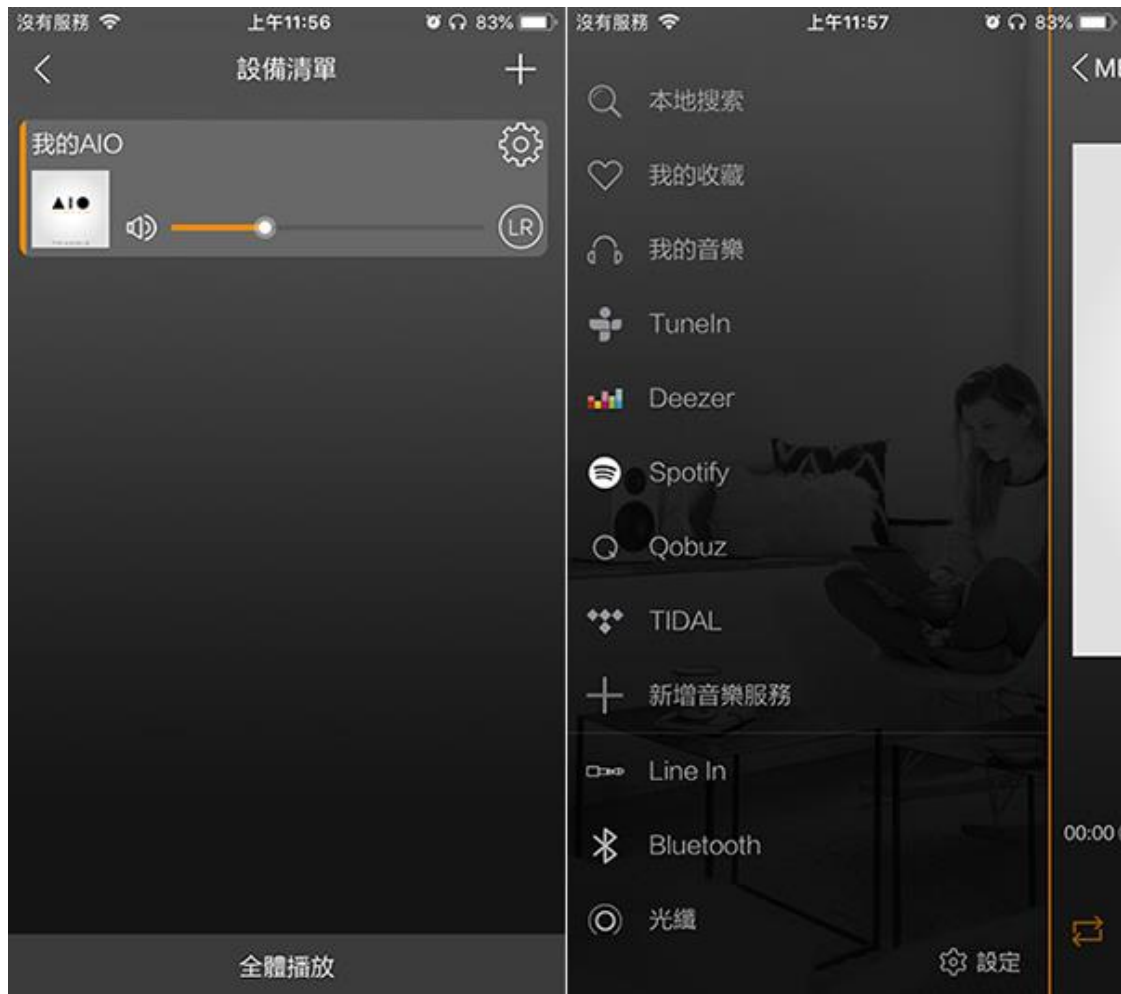 沒有服務
上午11:56
83%
設備清單
我的AIO
AIO
LR
全體播放
沒有服務
上午11:57
83%
本地搜索
我的收藏
我的音樂
TuneIn
Deezer
Spotify
Qobuz
TIDAL
新增音樂服務
Line In
Bluetooth
光纖
設定
00:00